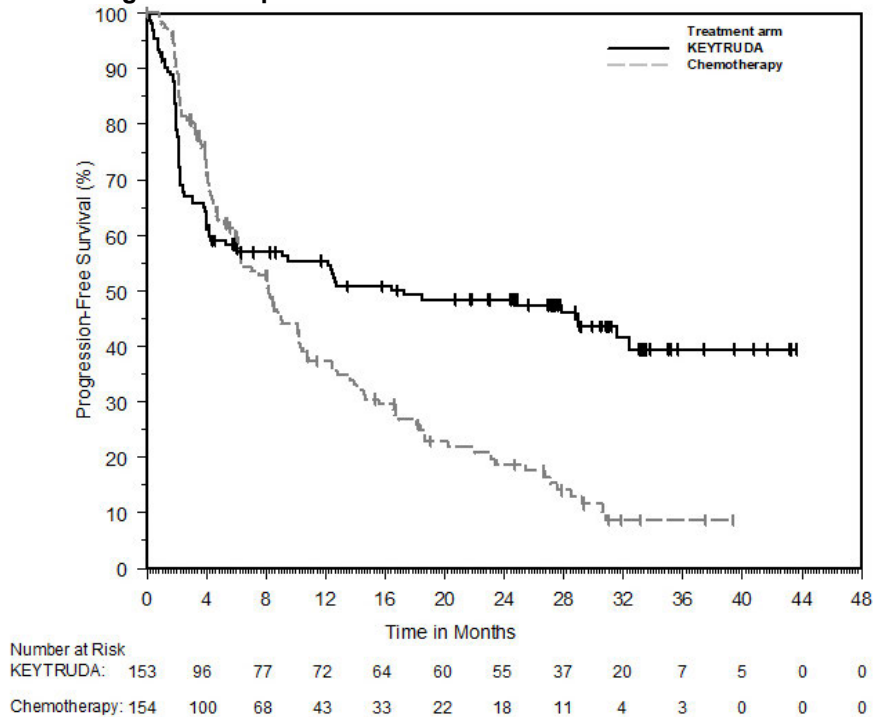 Treatment arm
KEYTRUDA
Chemotherapy
100
90
80
70
60
50
40
30
20
10
0
Progression-Free Survival (%)
0 4 8 12 16 20 24 28 32 36 40 44 48
Time in Months
Number at Risk
KEYTRUDA: 153 96 77 72 64 60 55 37 20 7 5 0 0
Chemotherapy: 154 100 68 43 33 22 18 11 4 3 0 0 0